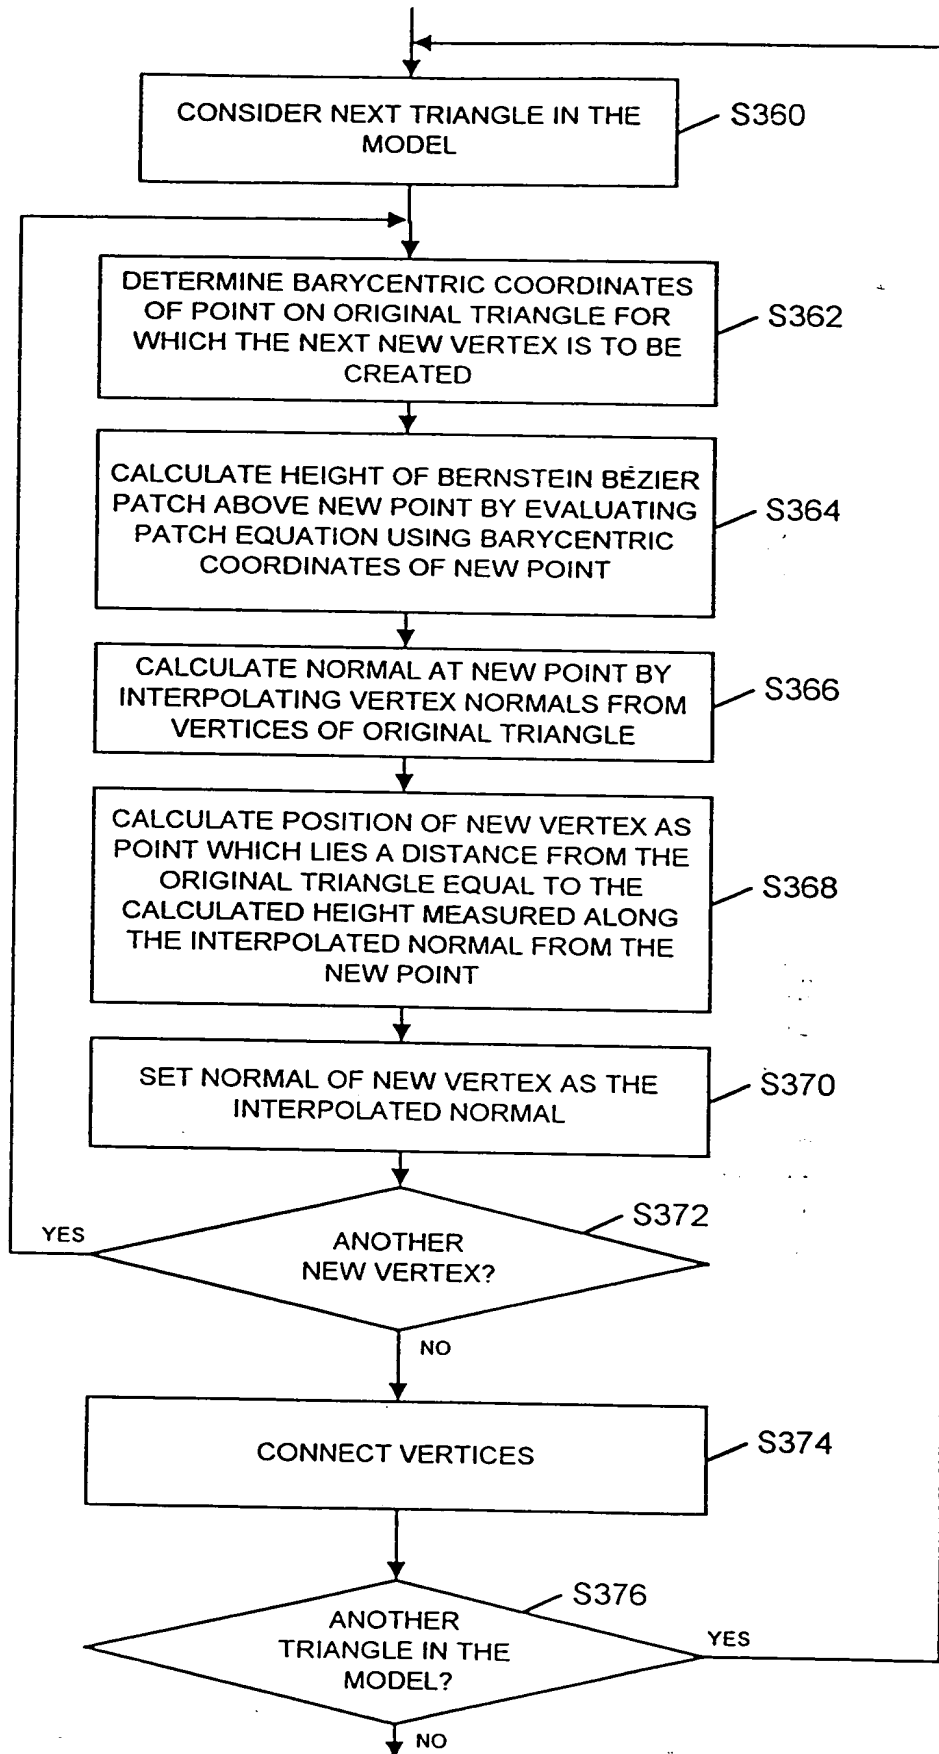 CONSIDER NEXT TRIANGLE IN THE
MODEL
S360
DETERMINE BARYCENTRIC COORDINATES
OF POINT ON ORIGINAL TRIANGLE FOR
WHICH THE NEXT NEW VERTEX IS TO BE
CREATED
S362
CALCULATE HEIGHT OF BERNSTEIN BÉZIER
PATCH ABOVE NEW POINT BY EVALUATING
PATCH EQUATION USING BARYCENTRIC
COORDINATES OF NEW POINT
S364
CALCULATE NORMAL AT NEW POINT BY
INTERPOLATING VERTEX NORMALS FROM
VERTICES OF ORIGINAL TRIANGLE
S366
CALCULATE POSITION OF NEW VERTEX AS
POINT WHICH LIES A DISTANCE FROM THE
ORIGINAL TRIANGLE EQUAL TO THE
CALCULATED HEIGHT MEASURED ALONG
THE INTERPOLATED NORMAL FROM THE
NEW POINT
S368
SET NORMAL OF NEW VERTEX AS THE
INTERPOLATED NORMAL
S370
YES
ANOTHER
NEW VERTEX?
S372
NO
CONNECT VERTICES
S374
ANOTHER
TRIANGLE IN THE
MODEL?
S376
YES
NO